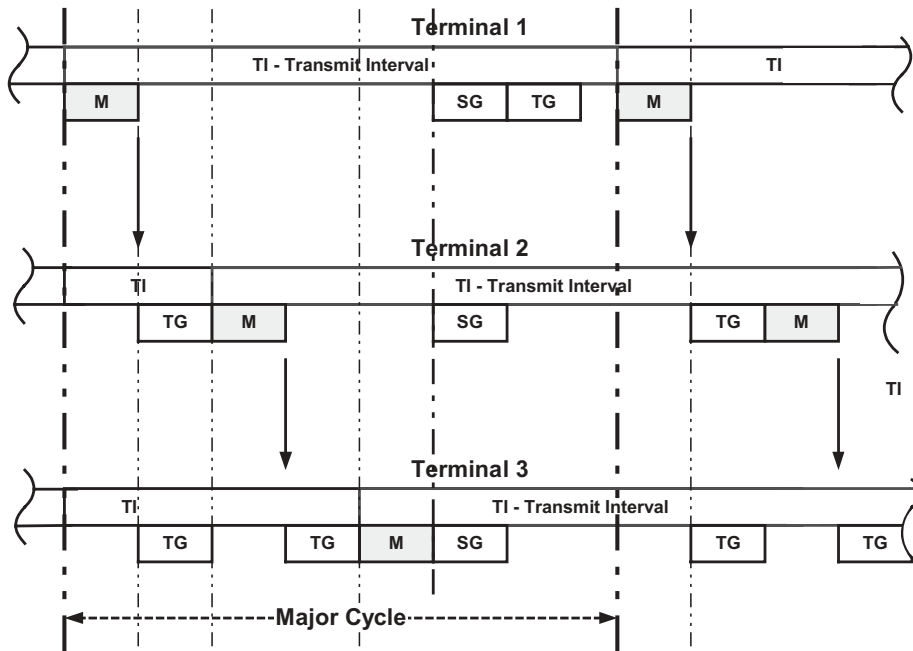 Terminal 1
TI - Transmit Interval TI
M SG TG M
Terminal 2
TI TI - Transmit Interval
TG M SG TG M
TI
Terminal 3
TI TI - Transmit Interval
TG TG M SG TG TG
Major Cycle